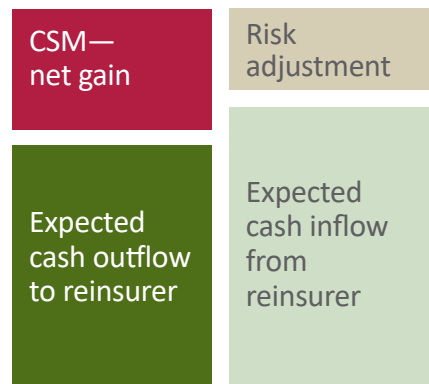 CSM—
net gain
Risk
adjustment
Expected
cash outflow
to reinsurer
Expected
cash inflow
from
reinsurer